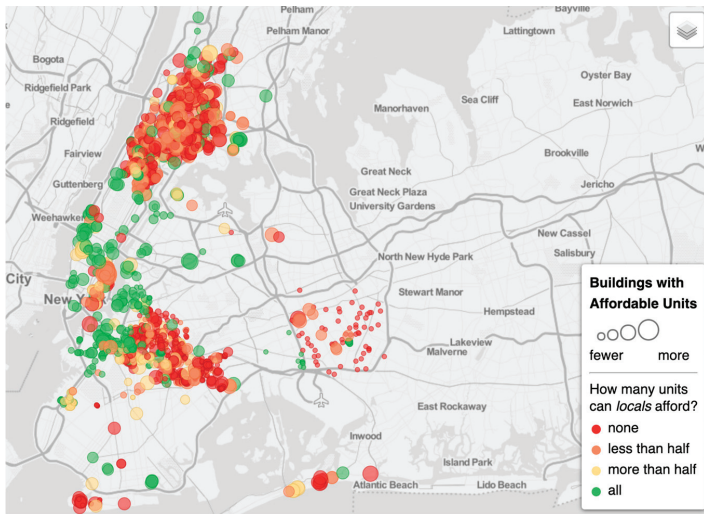 Bayville
Pelham
Lattingtown
Pelham Manor
Bogota
Oyster Bay
Ridgefield Park
Sea Cliff
East Norwich
Manorhaven
Ridgefield
Fairview
Brookville
Great Neck
Jericho
Guttenberg
Great Neck Plaza
University Gardens
Weehawken
New Cassel
Salisbury
North New Hyde Park
City
Stewart Manor
New York
Hempstead
Lakeview
Malverne
East Rockaway
Inwood
Island Park
Atlantic Beach
Lido Beach
Buildings with
Affordable Units
fewer more
How many units
can locals afford?
none
less than half
more than half
all